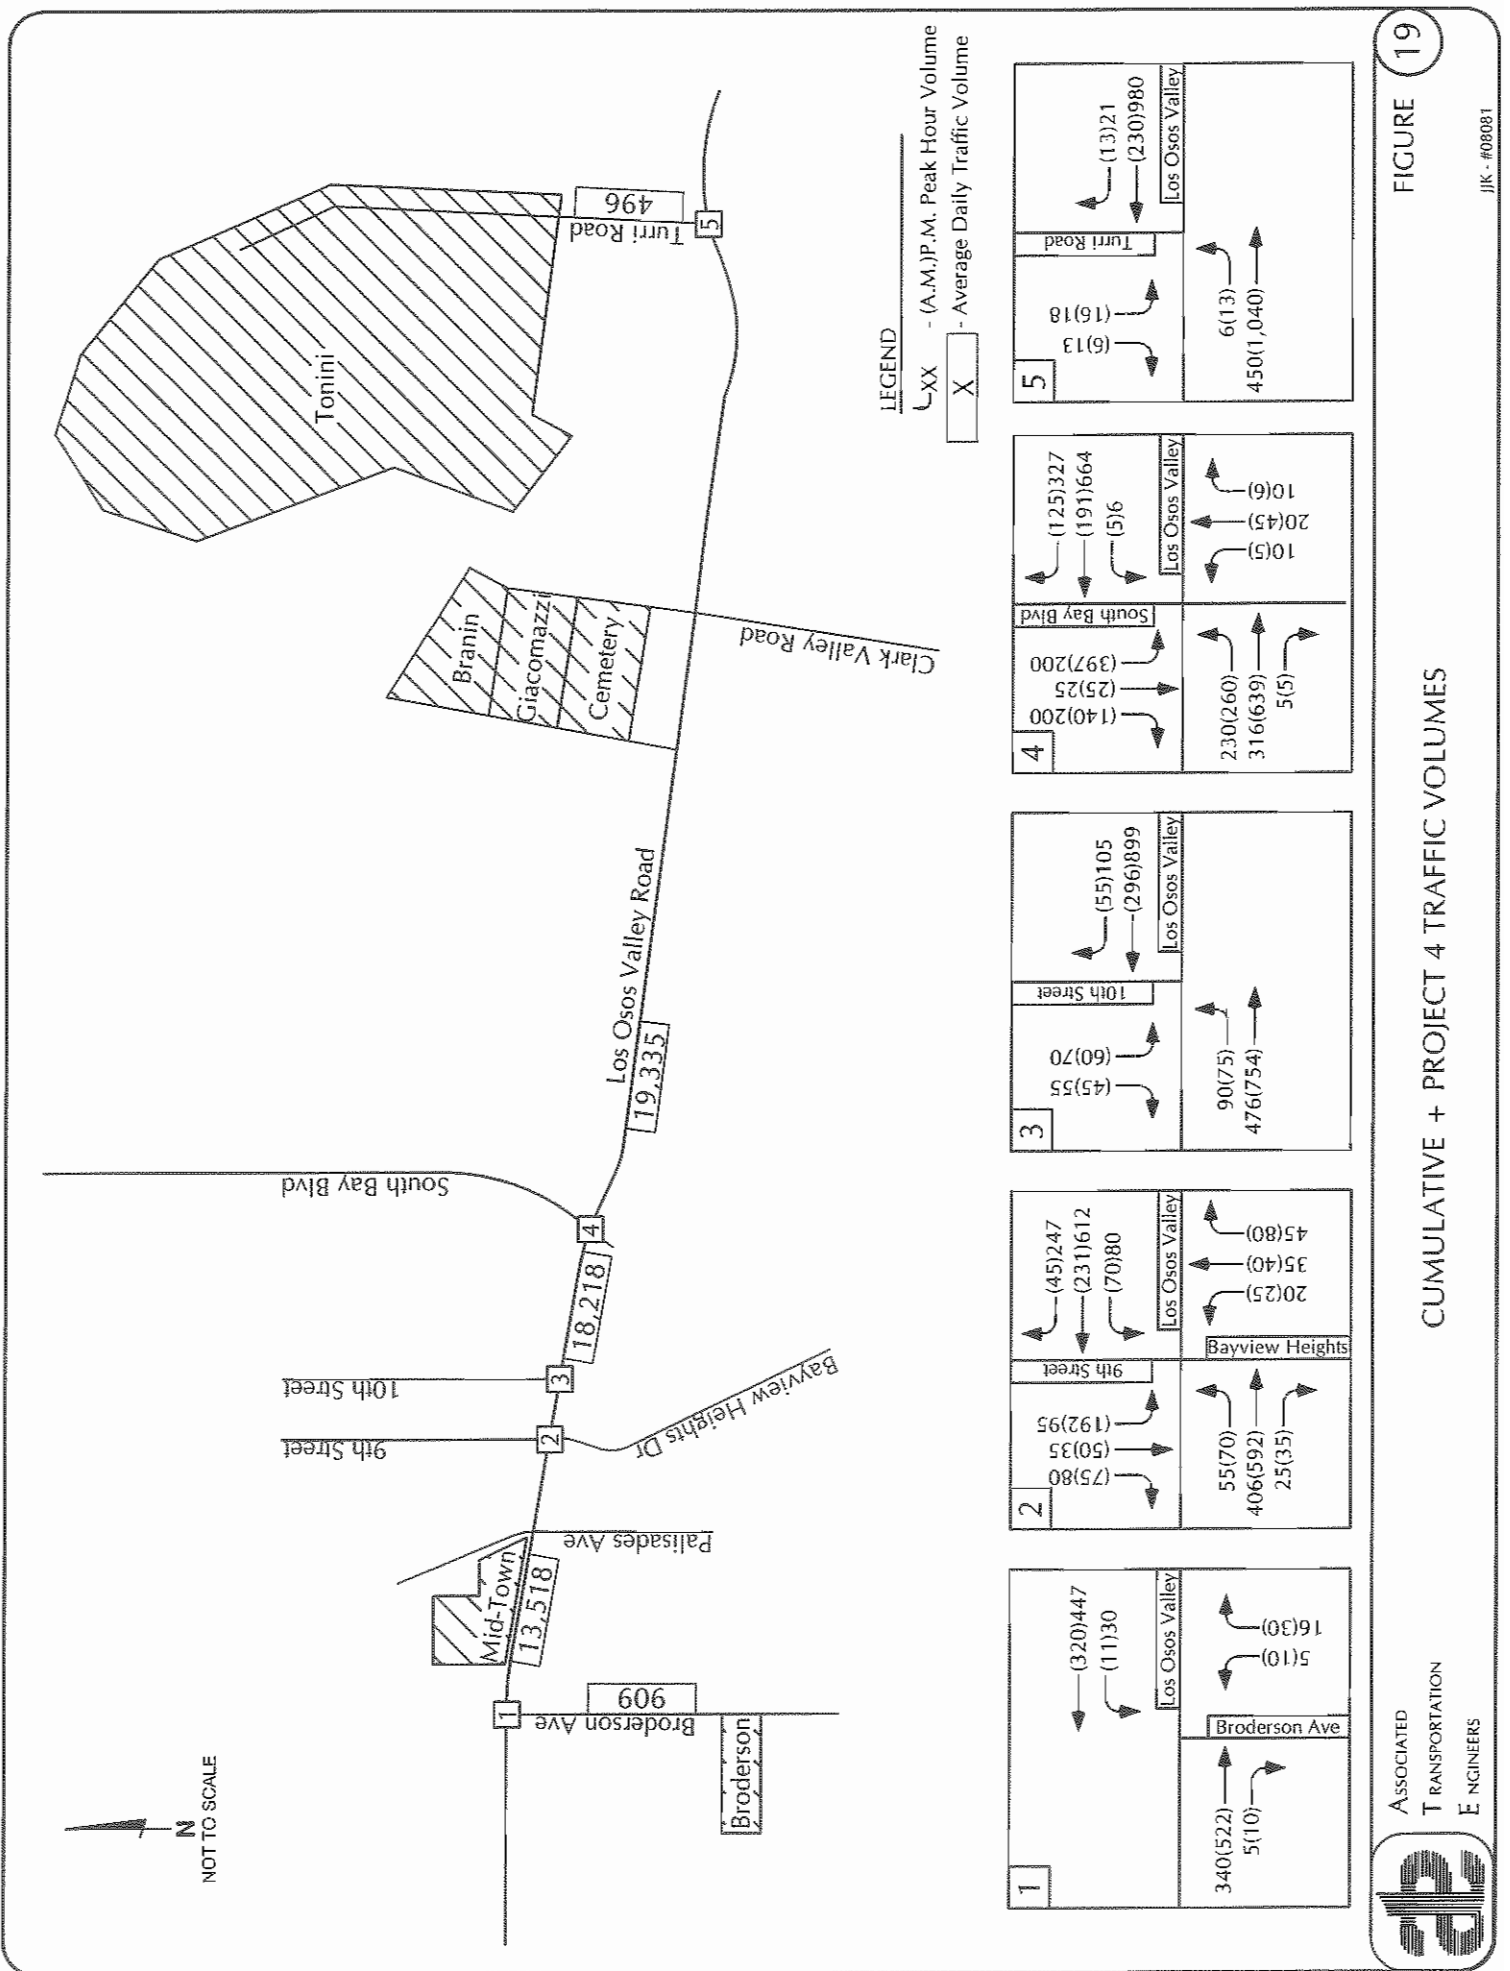 N
NOT TO SCALE
Tonini
Branin
Giacomazzi
Cemetery
Turri Road
496
5
Clark Valley Road
Los Osos Valley Road
19,335
South Bay Blvd
4
18,218
10th Street
3
9th Street
2
Bayview Heights Dr
Palisades Ave
Mid-Town
13,518
1
Broderson Ave
909
Broderson
LEGEND
XX - (A.M.)P.M. Peak Hour Volume
X - Average Daily Traffic Volume
1
(320)447
(11)30
Los Osos Valley
340(522)
5(10)
Broderson Ave
5(10)
16(30)
2
(75)80
(50)35
(192)95
9th Street
(45)247
(231)612
(70)80
Los Osos Valley
55(70)
406(592)
25(35)
Bayview Heights
20(25)
35(40)
45(80)
3
(45)55
(60)70
10th Street
(55)105
(296)899
Los Osos Valley
90(75)
476(754)
4
(140)200
(25)25
(397)200
South Bay Blvd
(125)327
(191)664
(5)6
Los Osos Valley
230(260)
316(639)
5(5)
10(5)
20(45)
10(6)
5
(6)13
(16)18
Turri Road
(13)21
(230)980
Los Osos Valley
6(13)
450(1,040)
ate
ASSOCIATED
TRANSPORTATION
ENGINEERS
CUMULATIVE + PROJECT 4 TRAFFIC VOLUMES
FIGURE 19
JJK - #08081